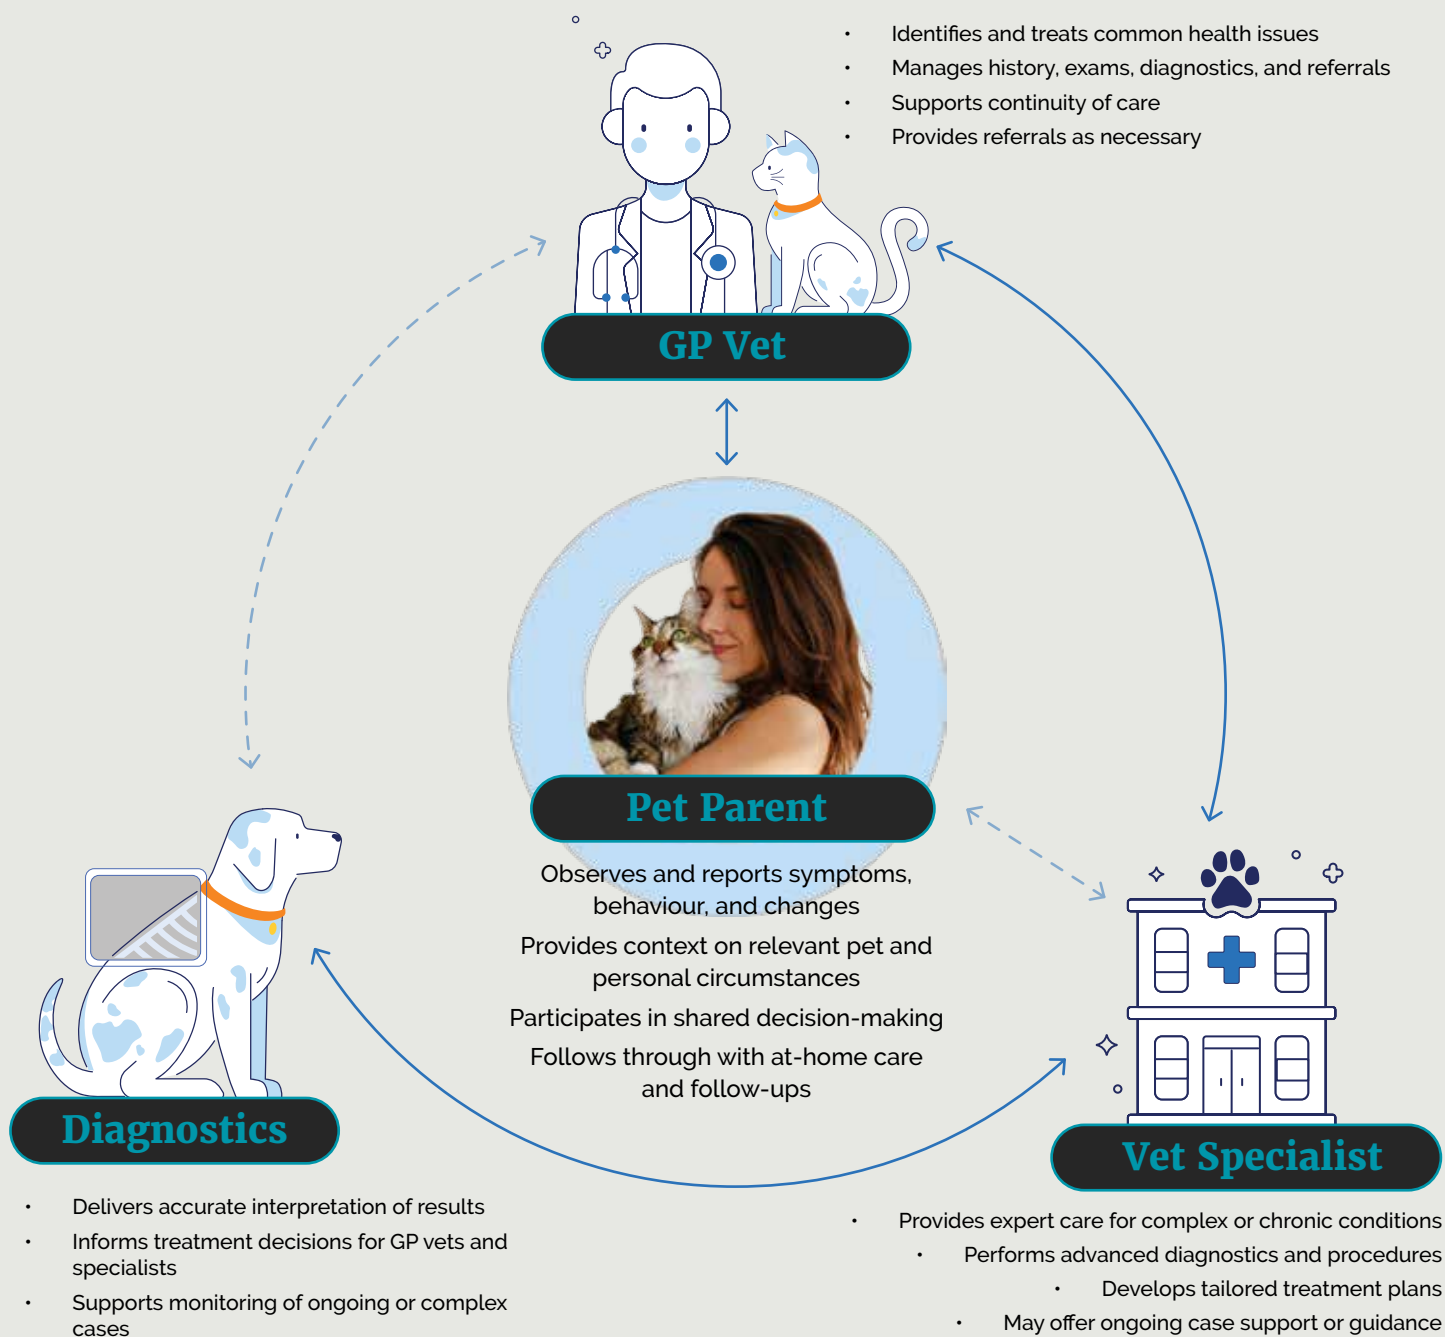 • Identifies and treats common health issues
• Manages history, exams, diagnostics, and referrals
• Supports continuity of care
• Provides referrals as necessary
GP Vet
Pet Parent
Observes and reports symptoms,
behaviour, and changes
Provides context on relevant pet and
personal circumstances
Participates in shared decision-making
Follows through with at-home care
and follow-ups
Diagnostics
• Delivers accurate interpretation of results
• Informs treatment decisions for GP vets and
specialists
• Supports monitoring of ongoing or complex
cases
Vet Specialist
• Provides expert care for complex or chronic conditions
• Performs advanced diagnostics and procedures
• Develops tailored treatment plans
• May offer ongoing case support or guidance